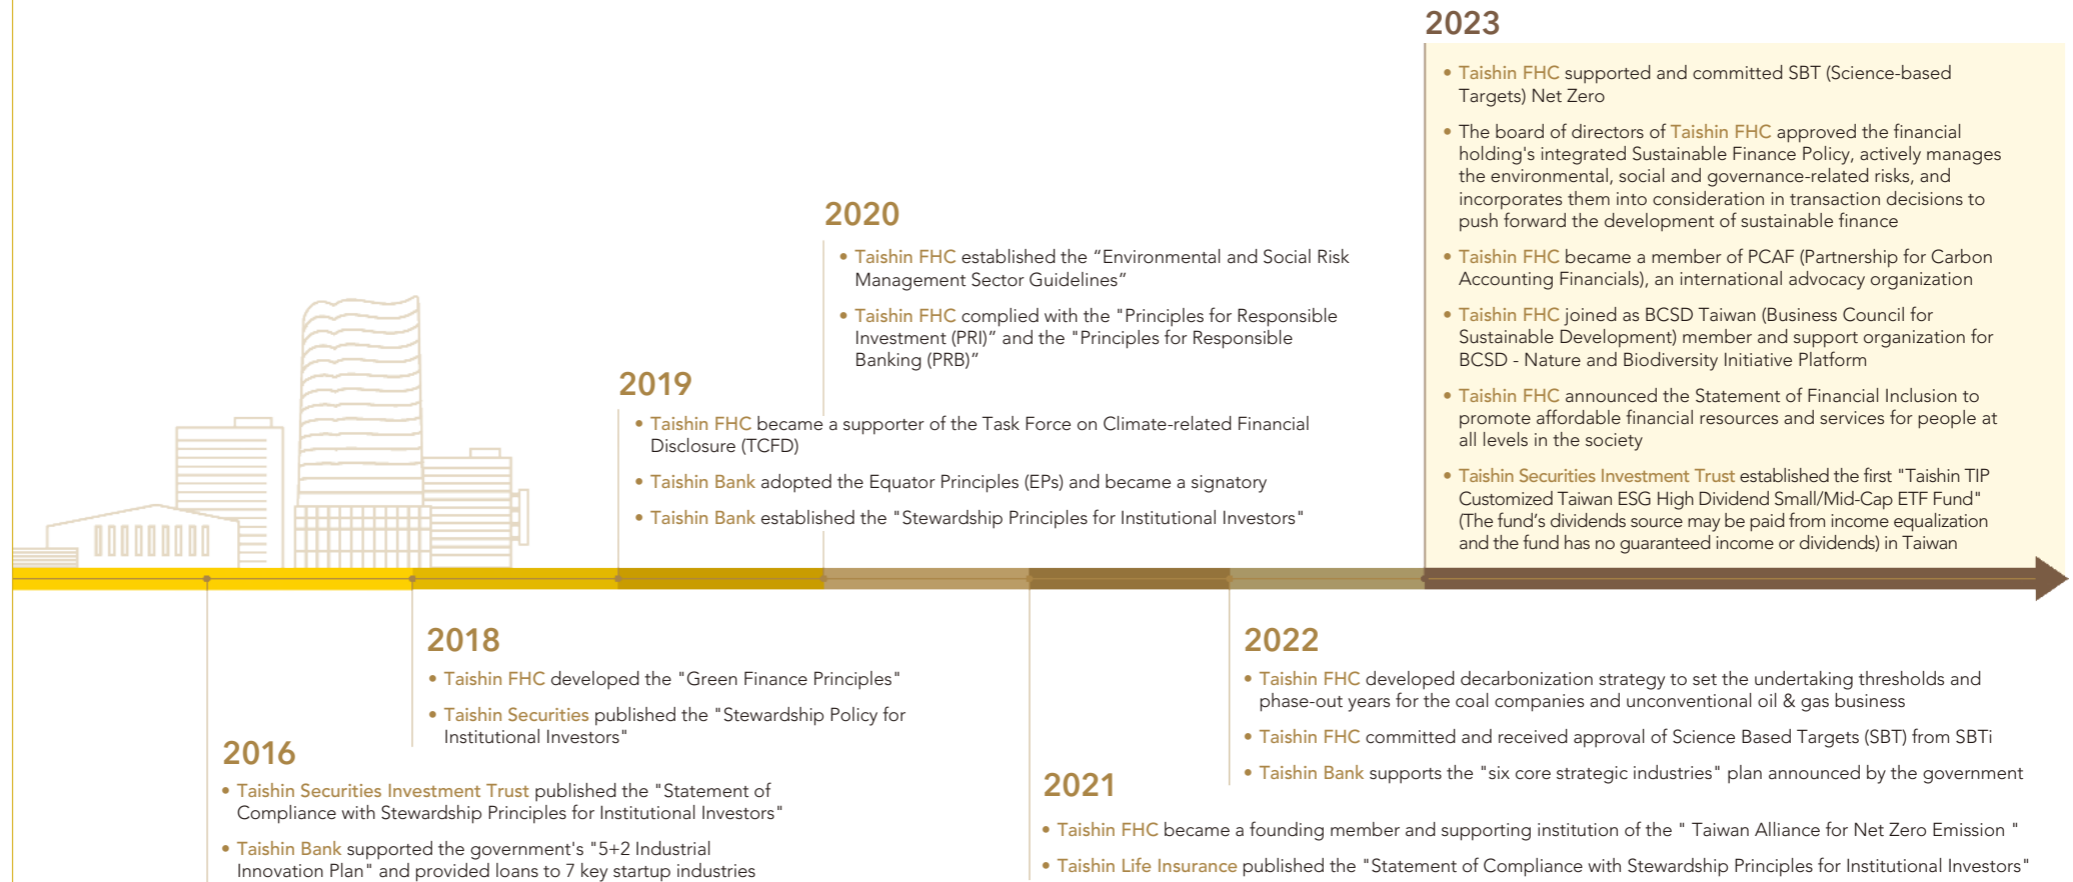 2016
• Taishin Securities Investment Trust published the "Statement of
Compliance with Stewardship Principles for Institutional Investors"
• Taishin Bank supported the government's "5+2 Industrial
Innovation Plan" and provided loans to 7 key startup industries
2018
• Taishin FHC developed the "Green Finance Principles"
• Taishin Securities published the "Stewardship Policy for
Institutional Investors"
2019
• Taishin FHC became a supporter of the Task Force on Climate-related Financial
Disclosure (TCFD)
• Taishin Bank adopted the Equator Principles (EPs) and became a signatory
• Taishin Bank established the "Stewardship Principles for Institutional Investors"
2020
• Taishin FHC established the “Environmental and Social Risk
Management Sector Guidelines”
• Taishin FHC complied with the "Principles for Responsible
Investment (PRI)” and the "Principles for Responsible
Banking (PRB)”
2021
• Taishin FHC became a founding member and supporting institution of the " Taiwan Alliance for Net Zero Emission "
• Taishin Life Insurance published the "Statement of Compliance with Stewardship Principles for Institutional Investors"
2022
• Taishin FHC developed decarbonization strategy to set the undertaking thresholds and
phase-out years for the coal companies and unconventional oil & gas business
• Taishin FHC committed and received approval of Science Based Targets (SBT) from SBTi
• Taishin Bank supports the "six core strategic industries" plan announced by the government
2023
• Taishin FHC supported and committed SBT (Science-based
Targets) Net Zero
• The board of directors of Taishin FHC approved the financial
holding's integrated Sustainable Finance Policy, actively manages
the environmental, social and governance-related risks, and
incorporates them into consideration in transaction decisions to
push forward the development of sustainable finance
• Taishin FHC became a member of PCAF (Partnership for Carbon
Accounting Financials), an international advocacy organization
• Taishin FHC joined as BCSD Taiwan (Business Council for
Sustainable Development) member and support organization for
BCSD - Nature and Biodiversity Initiative Platform
• Taishin FHC announced the Statement of Financial Inclusion to
promote affordable financial resources and services for people at
all levels in the society
• Taishin Securities Investment Trust established the first "Taishin TIP
Customized Taiwan ESG High Dividend Small/Mid-Cap ETF Fund"
(The fund’s dividends source may be paid from income equalization
and the fund has no guaranteed income or dividends) in Taiwan